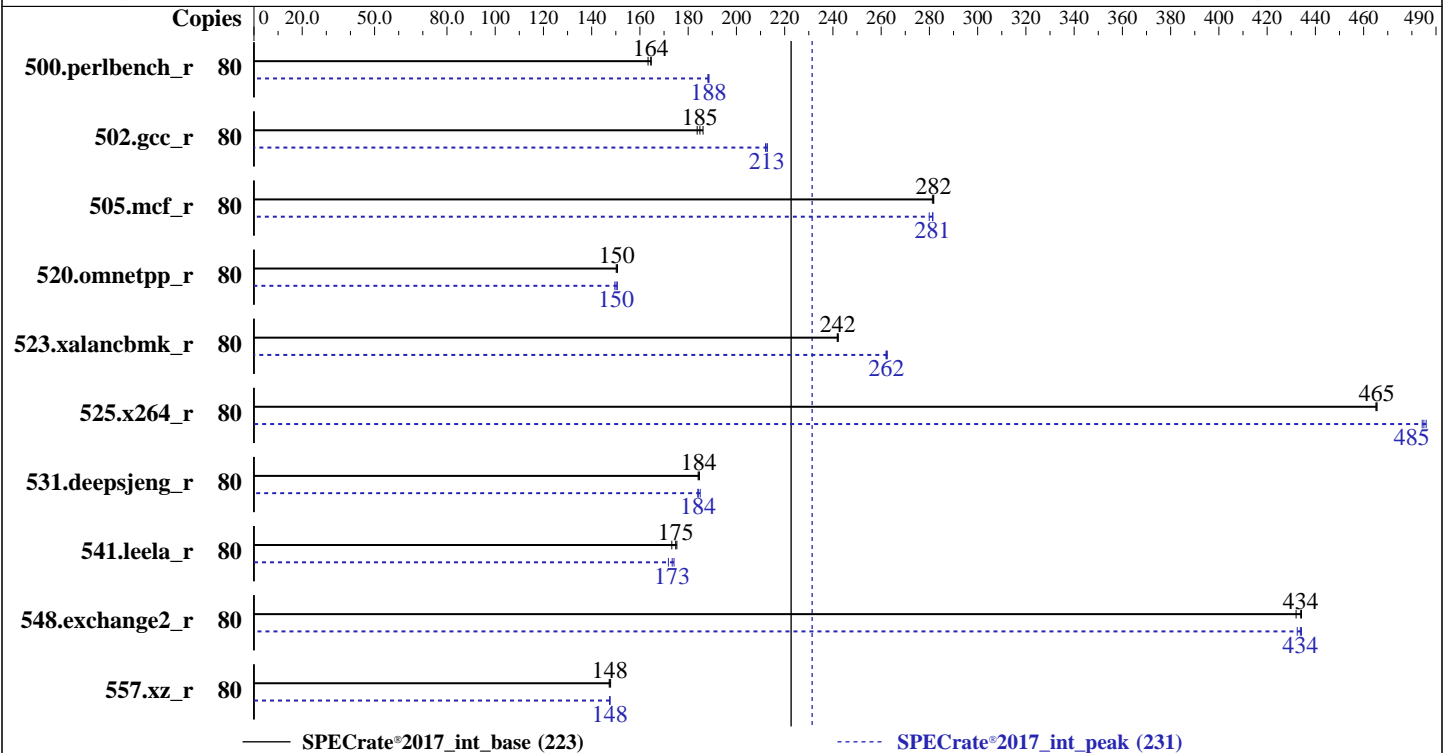 Copies 0 20.0 50.0 80.0 100 120 140 160 180 200 220 240 260 280 300 320 340 360 380 400 420 440 460 490
164
500.perlbench_r 80
188
185
502.gcc_r 80
213
282
505.mcf_r 80
281
150
520.omnetpp_r 80
150
242
523.xalancbmk_r 80
262
465
525.x264_r 80
485
184
531.deepsjeng_r 80
184
175
541.leela_r 80
173
434
548.exchange2_r 80
434
148
557.xz_r 80
148
SPECrate®2017_int_base (223) SPECrate®2017_int_peak (231)